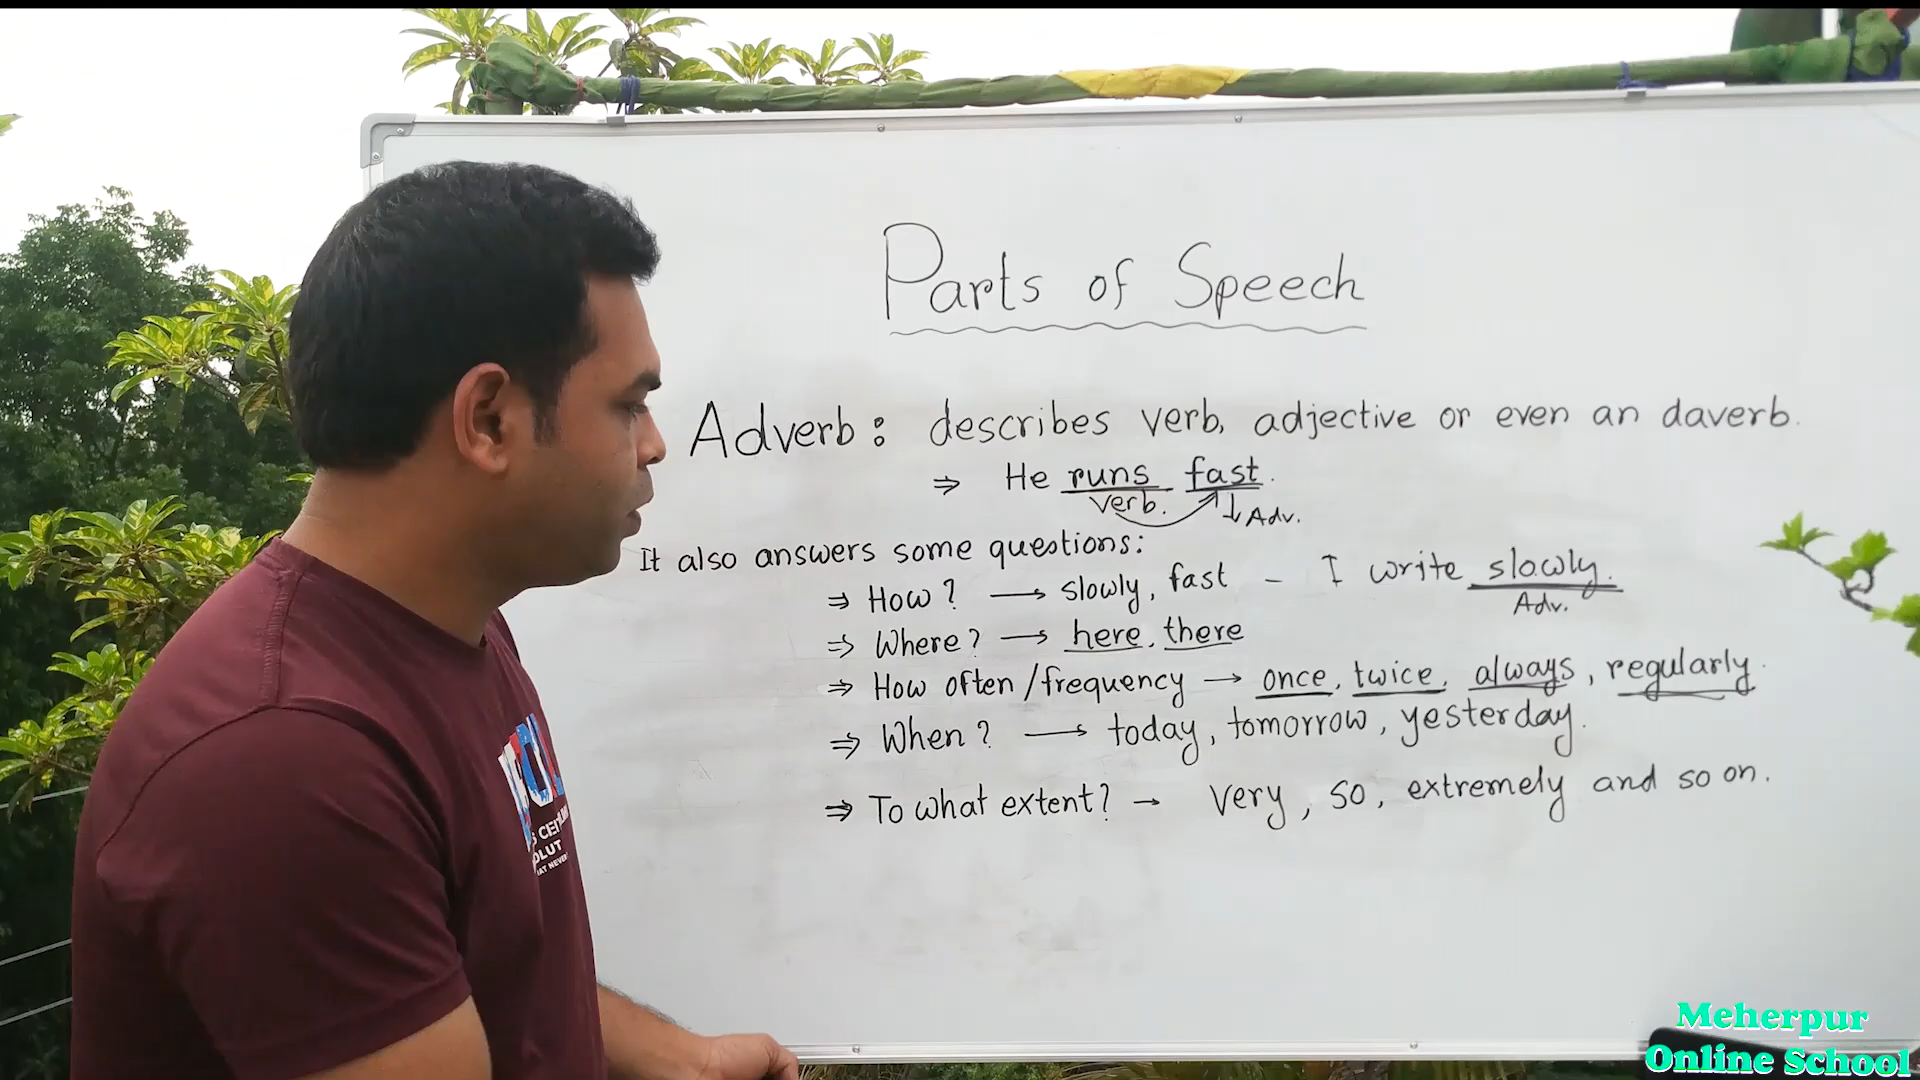 Parts of Speech
Adverb: describes verb, adjective or even an daverb.
⇒ He runs fast.
verb. ↓ Adv.
It also answers some questions:
⇒ How? → slowly, fast - I write slowly.
Adv.
⇒ Where? → here, there
⇒ How often/frequency → once, twice, always, regularly.
⇒ When? → today, tomorrow, yesterday.
⇒ To what extent? → very, so, extremely and so on.
Meherpur
Online School